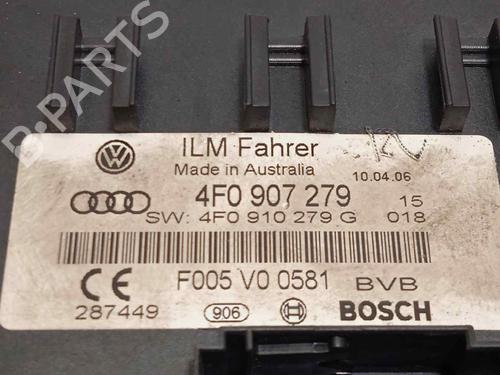 B-PARTS
ILM Fahrer
Made in Australia
10.04.06
4F0 907 279 15
SW: 4F0 910 279 G 018
F005 V0 0581 BVB
CE
287449 906 BOSCH